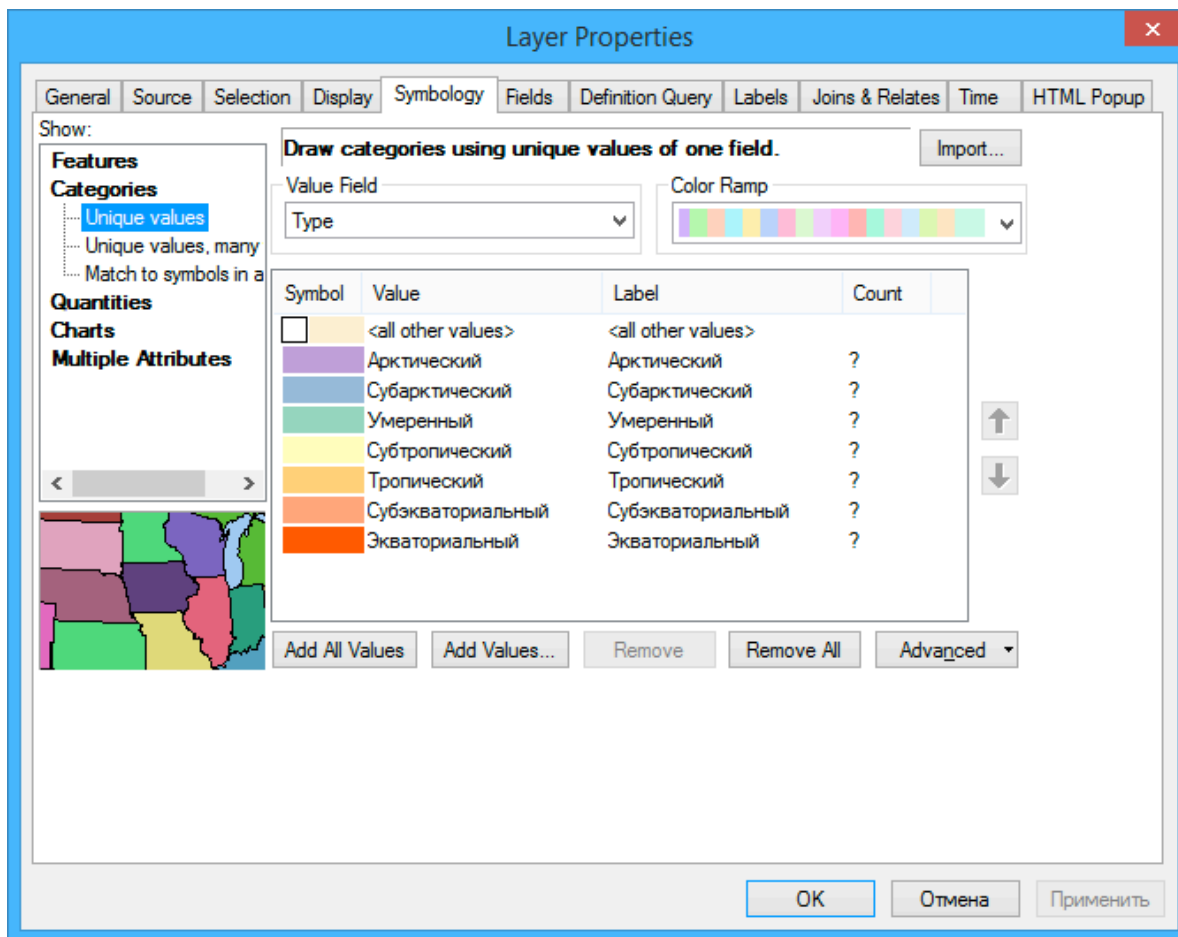 Layer Properties
General Source Selection Display Symbology Fields Definition Query Labels Joins & Relates Time HTML Popup
Show:
Features
Categories
Unique values
Unique values, many
Match to symbols in a
Quantities
Charts
Multiple Attributes
Draw categories using unique values of one field.
Import...
Value Field
Type
Color Ramp
Symbol Value Label Count
<all other values> <all other values>
Арктический Арктический ?
Субарктический Субарктический ?
Умеренный Умеренный ?
Субтропический Субтропический ?
Тропический Тропический ?
Субэкваториальный Субэкваториальный ?
Экваториальный Экваториальный ?
Add All Values Add Values... Remove Remove All Advanced
OK Отмена Применить